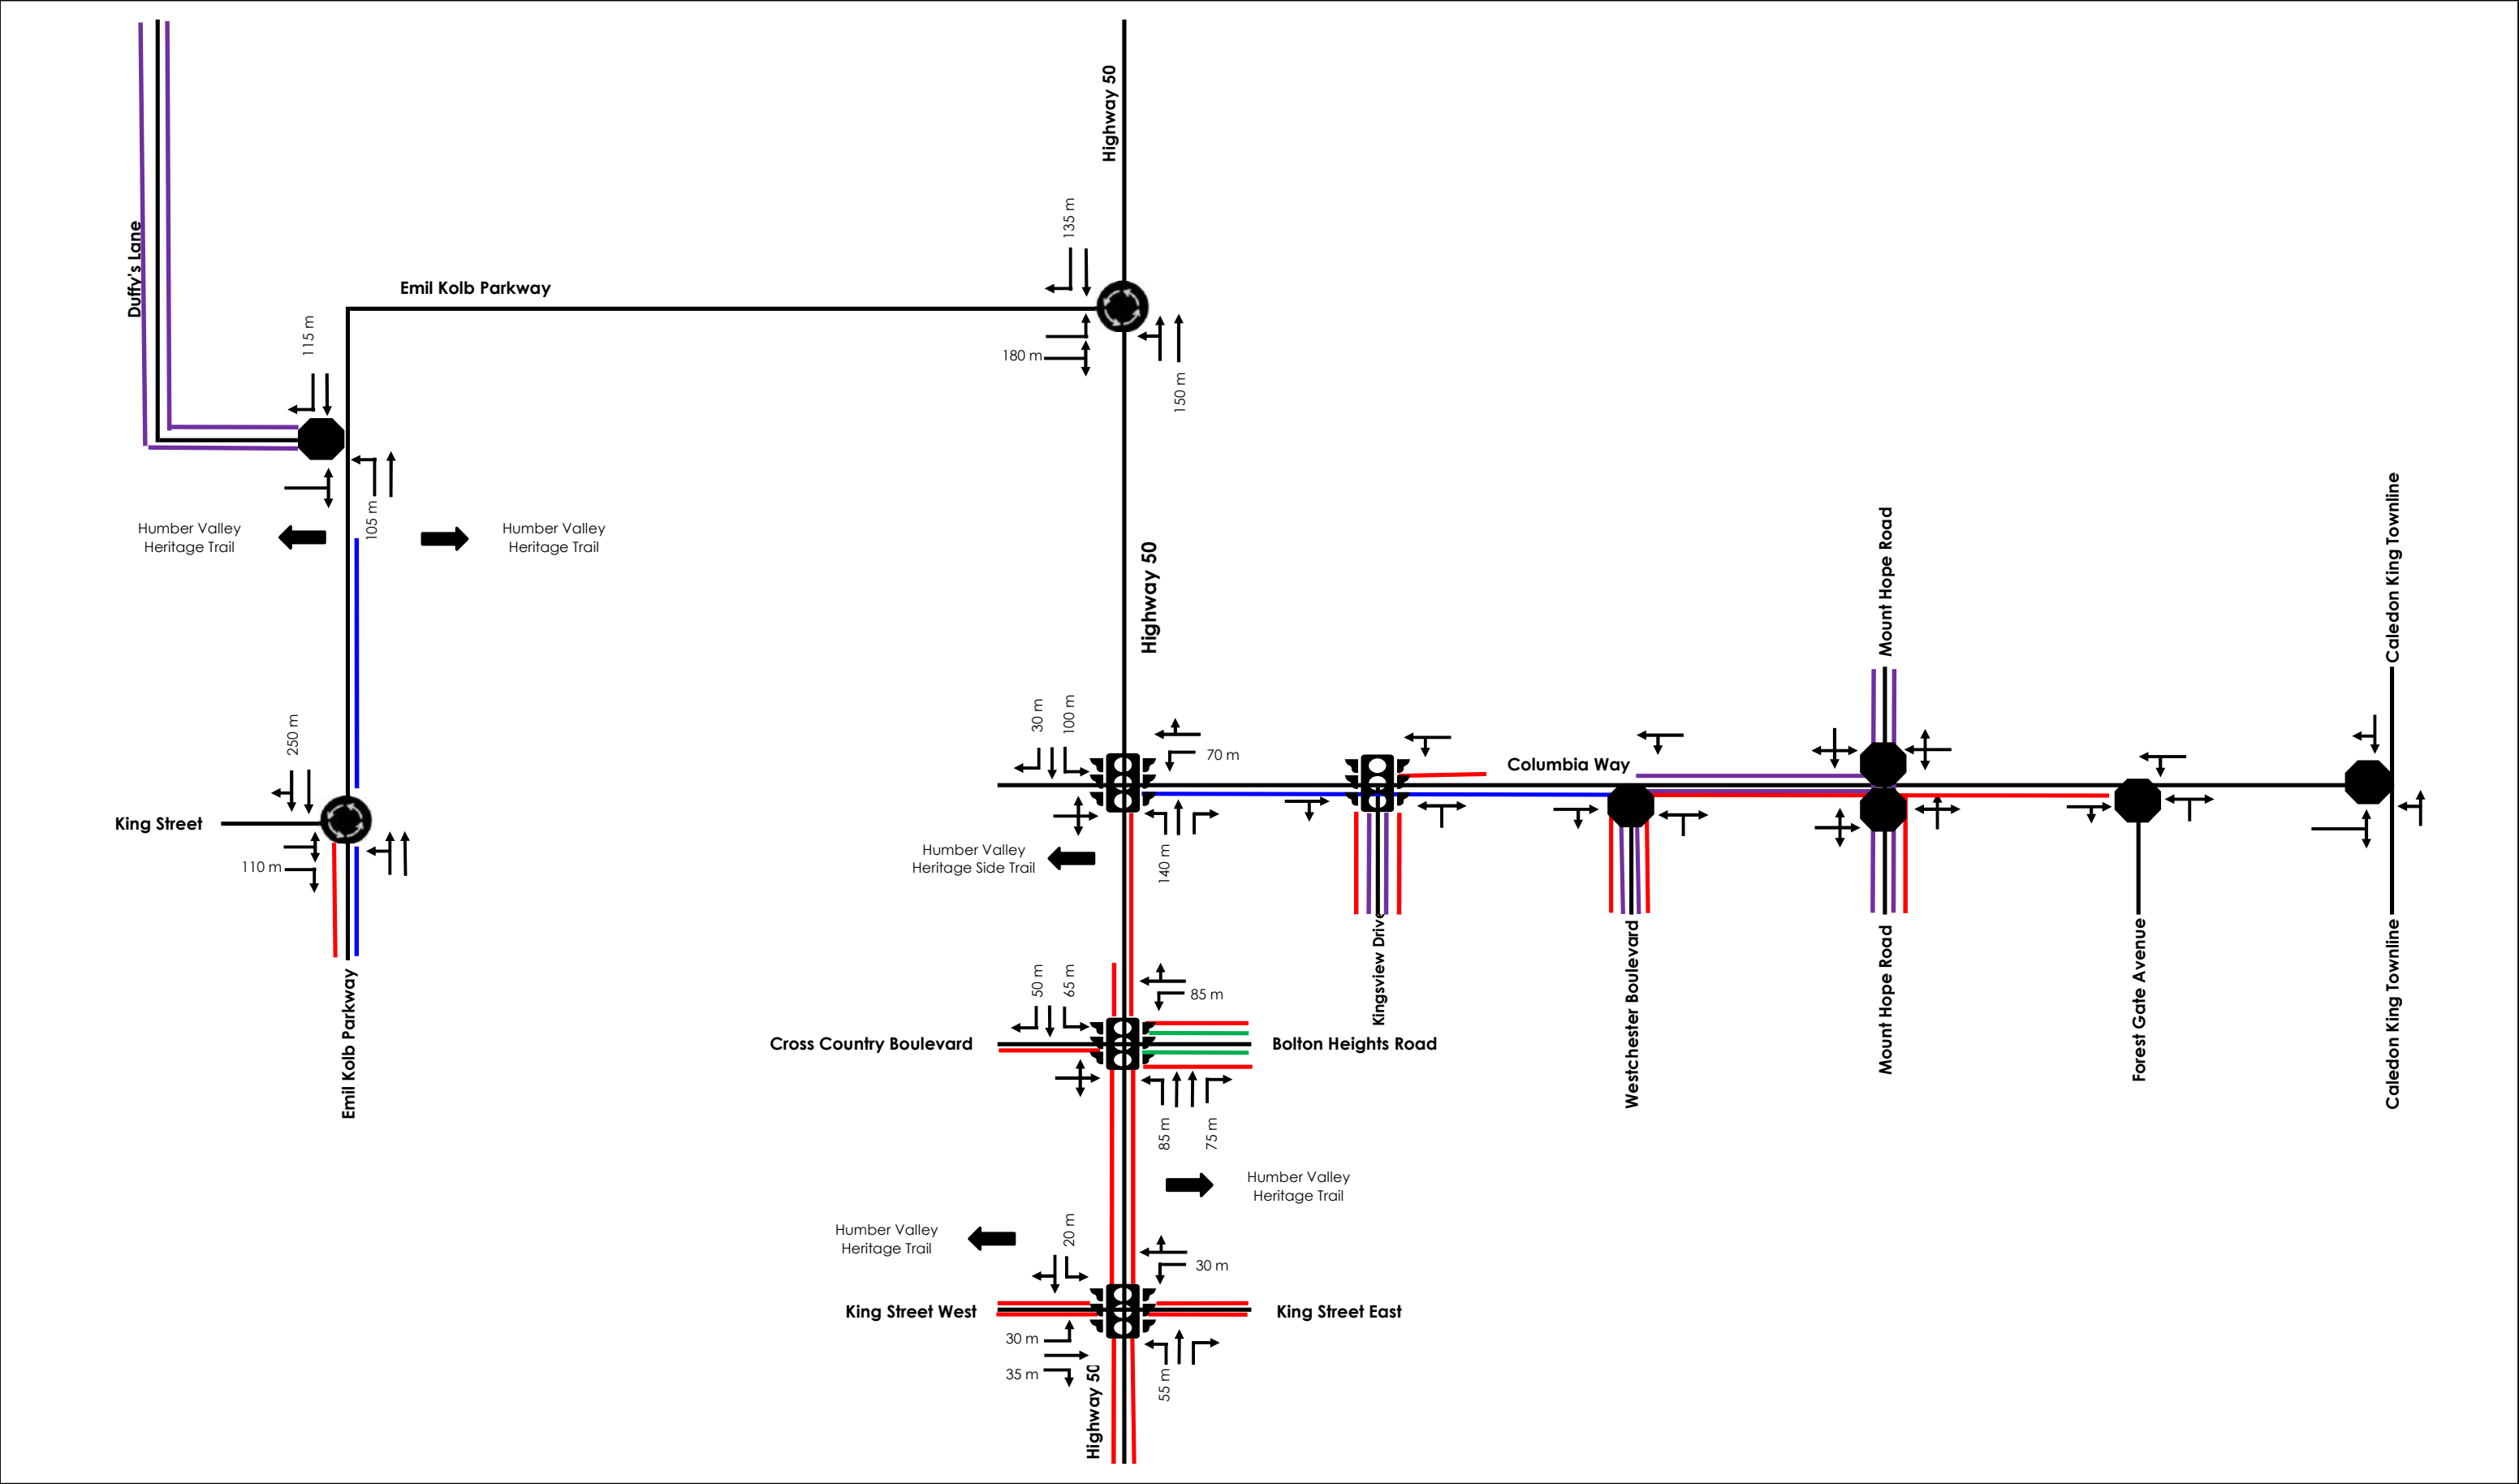 Highway 50
135 m
Duffy's Lane
Emil Kolb Parkway
115 m
180 m
150 m
105 m
Humber Valley
Heritage Trail
Humber Valley
Heritage Trail
Highway 50
Mount Hope Road
Caledon King Townline
250 m
30 m
100 m
70 m
Columbia Way
King Street
110 m
Humber Valley
Heritage Side Trail
140 m
Kingsview Drive
Westchester Boulevard
Mount Hope Road
Forest Gate Avenue
Caledon King Townline
Emil Kolb Parkway
50 m
65 m
85 m
Cross Country Boulevard
Bolton Heights Road
85 m
75 m
Humber Valley
Heritage Trail
Humber Valley
Heritage Trail
20 m
30 m
King Street West
King Street East
30 m
35 m
55 m
Highway 50